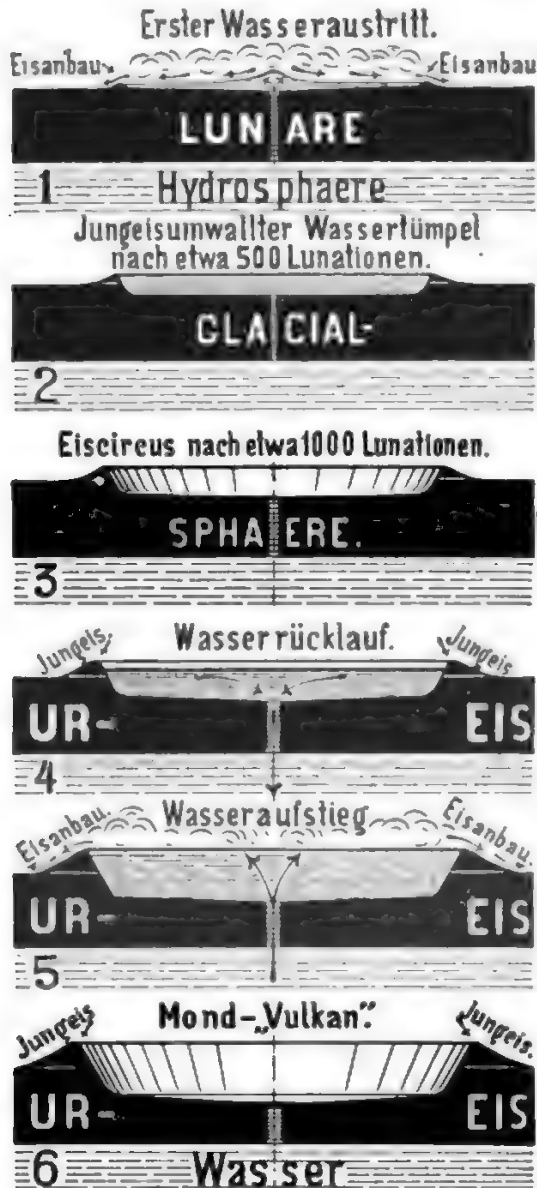 Erster Wasseraustritt.
Eisanbau Eisanbau
LUNARE
1 Hydrosphaere
Jungeisumwallter Wassertümpel
nach etwa 500 Lunationen.
GLACIAL-
2
Eiscircus nach etwa 1000 Lunationen.
SPHAERE.
3
Jungeis Wasserrücklauf. Jungeis
UR- EIS
4
Eisanbau. Wasseraufstieg Eisanbau.
UR- EIS
5
Jungeis Mond-„Vulkan“. Jungeis.
UR- EIS
6 Wasser